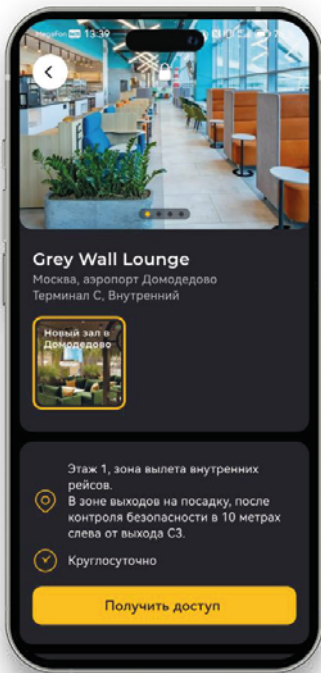 MegaFon 13:39
Grey Wall Lounge
Москва, аэропорт Домодедово
Терминал C, Внутренний
Новый зал в
Домодедово
Этаж 1, зона вылета внутренних
рейсов.
В зоне выходов на посадку, после
контроля безопасности в 10 метрах
слева от выхода С3.
Круглосуточно
Получить доступ